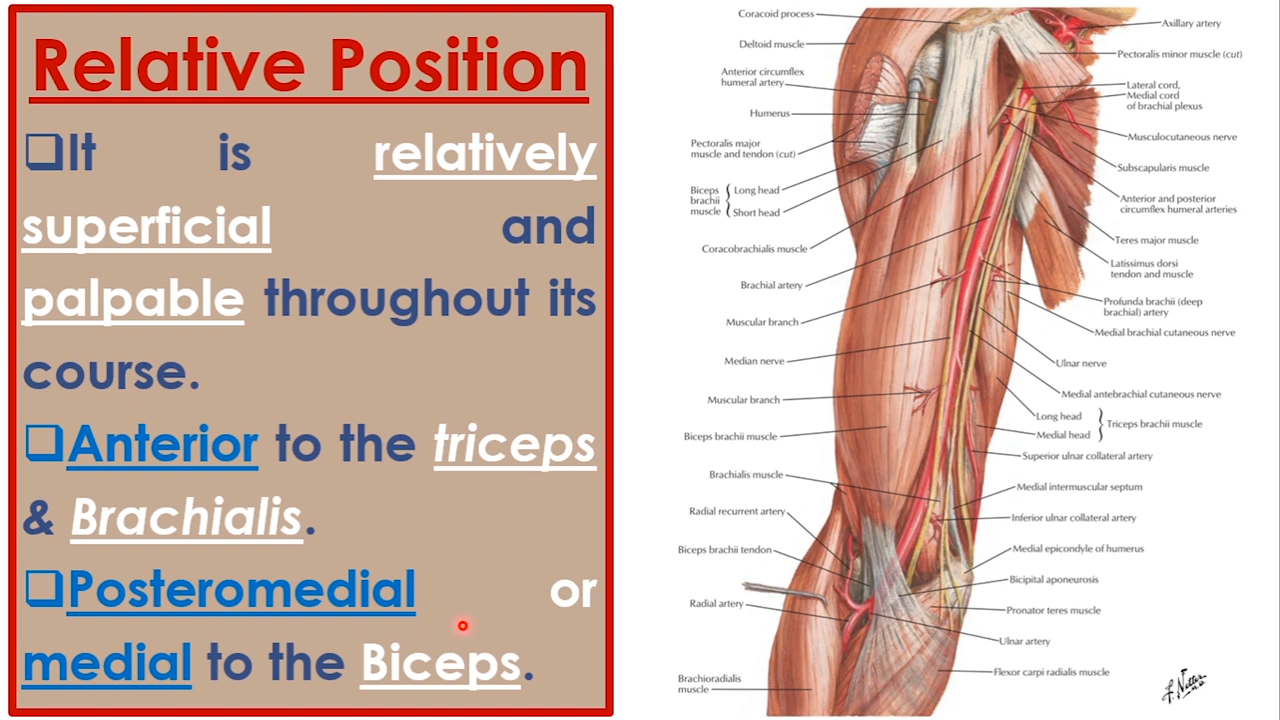 Relative Position
❑It is relatively
superficial and
palpable throughout its
course.
❑Anterior to the triceps
& Brachialis.
❑Posteromedial or
medial to the Biceps.
Coracoid process
Deltoid muscle
Anterior circumflex
humeral artery
Humerus
Pectoralis major
muscle and tendon (cut)
Biceps
brachii
muscle
Long head
Short head
Coracobrachialis muscle
Brachial artery
Muscular branch
Median nerve
Muscular branch
Biceps brachii muscle
Brachialis muscle
Radial recurrent artery
Biceps brachii tendon
Radial artery
Brachioradialis
muscle
Axillary artery
Pectoralis minor muscle (cut)
Lateral cord,
Medial cord
of brachial plexus
Musculocutaneous nerve
Subscapularis muscle
Anterior and posterior
circumflex humeral arteries
Teres major muscle
Latissimus dorsi
tendon and muscle
Profunda brachii (deep
brachial) artery
Medial brachial cutaneous nerve
Ulnar nerve
Medial antebrachial cutaneous nerve
Long head
Medial head
Triceps brachii muscle
Superior ulnar collateral artery
Medial intermuscular septum
Inferior ulnar collateral artery
Medial epicondyle of humerus
Bicipital aponeurosis
Pronator teres muscle
Ulnar artery
Flexor carpi radialis muscle
F. Netter
M.D.